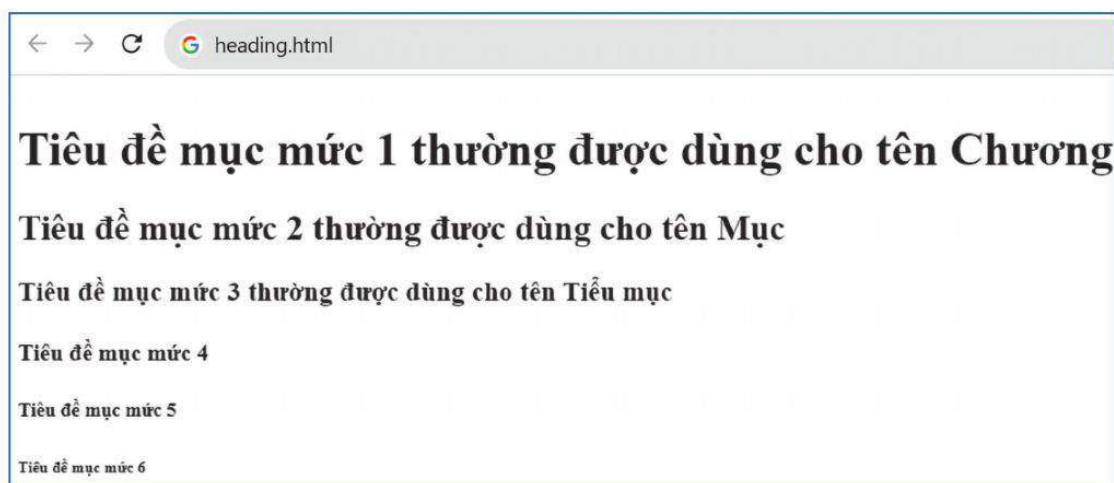 heading.html
Tiêu đề mục mức 1 thường được dùng cho tên Chương
Tiêu đề mục mức 2 thường được dùng cho tên Mục
Tiêu đề mục mức 3 thường được dùng cho tên Tiểu mục
Tiêu đề mục mức 4
Tiêu đề mục mức 5
Tiêu đề mục mức 6